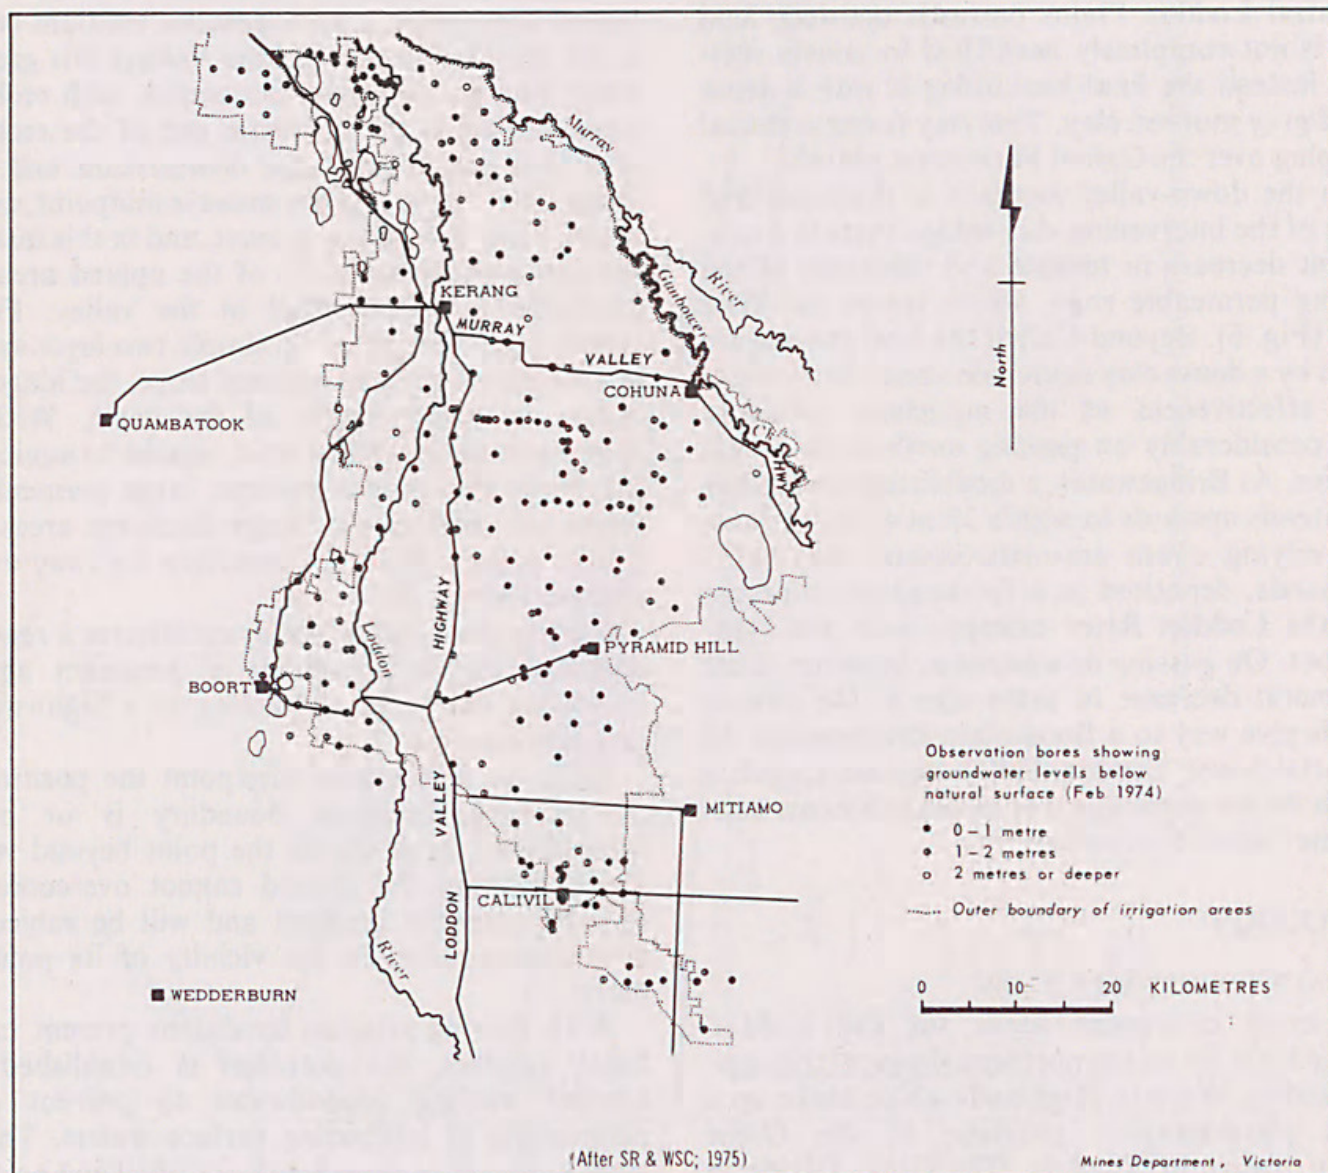 Murray
River
Gunbower
CREEK
HWY
KERANG
MURRAY
VALLEY
COHUNA
QUAMBATOOK
North
HIGHWAY
Loddon
PYRAMID HILL
BOORT
Observation bores showing
groundwater levels below
natural surface (Feb 1974)
0-1 metre
1-2 metres
2 metres or deeper
Outer boundary of irrigation areas
VALLEY
MITIAMO
CALIVIL
LODDON
River
WEDDERBURN
0 10 20 KILOMETRES
(After SR & WSC; 1975)
Mines Department, Victoria